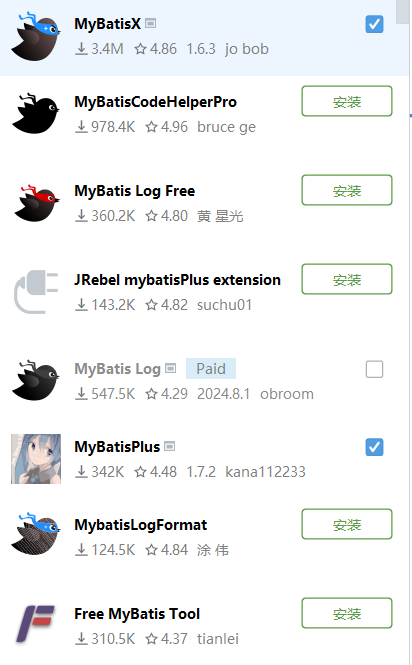 MyBatisX
3.4M 4.86 1.6.3 jo bob
MyBatisCodeHelperPro
安装
978.4K 4.96 bruce ge
MyBatis Log Free
安装
360.2K 4.80 黄 星光
JRebel mybatisPlus extension
安装
143.2K 4.82 suchu01
MyBatis Log Paid
547.5K 4.29 2024.8.1 obroom
MyBatisPlus
342K 4.48 1.7.2 kana112233
MybatisLogFormat
安装
124.5K 4.84 涂 伟
Free MyBatis Tool
安装
310.5K 4.37 tianlei